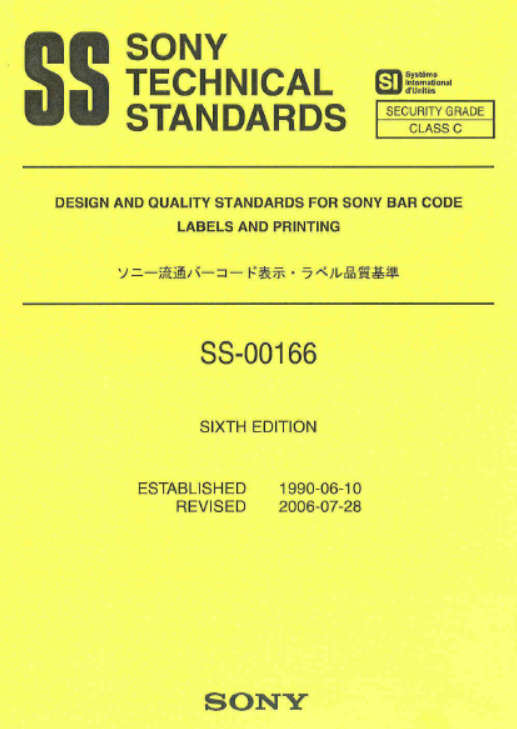 SS
SONY
TECHNICAL
STANDARDS
SI
Système
International
d'Unités
SECURITY GRADE
CLASS C
DESIGN AND QUALITY STANDARDS FOR SONY BAR CODE
LABELS AND PRINTING
ソニー流通バーコード表示・ラベル品質基準
SS-00166
SIXTH EDITION
ESTABLISHED 1990-06-10
REVISED 2006-07-28
SONY